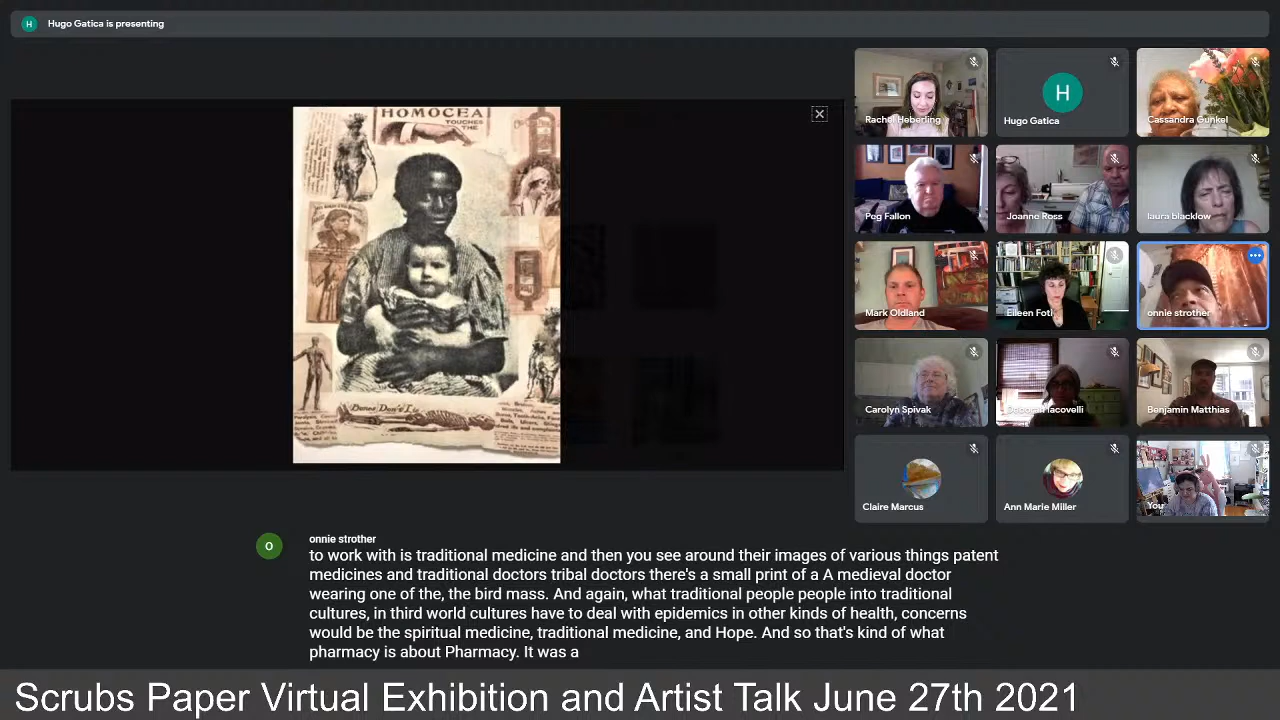 H Hugo Gatica is presenting
HOMOCEA
TOUCHES
THE
Dunno Don't I
Rachel Heberling
H
Hugo Gatica
Cassandra Gunkel
Peg Fallon
Joanne Ross
laura blacklow
Mark Oldland
Eileen Foti
onnie strother
Carolyn Spivak
Deborah Iacovelli
Benjamin Matthias
Claire Marcus
Ann Marie Miller
You
O
onnie strother
to work with is traditional medicine and then you see around their images of various things patent
medicines and traditional doctors tribal doctors there's a small print of a A medieval doctor
wearing one of the, the bird mass. And again, what traditional people people into traditional
cultures, in third world cultures have to deal with epidemics in other kinds of health, concerns
would be the spiritual medicine, traditional medicine, and Hope. And so that's kind of what
pharmacy is about Pharmacy. It was a
Scrubs Paper Virtual Exhibition and Artist Talk June 27th 2021